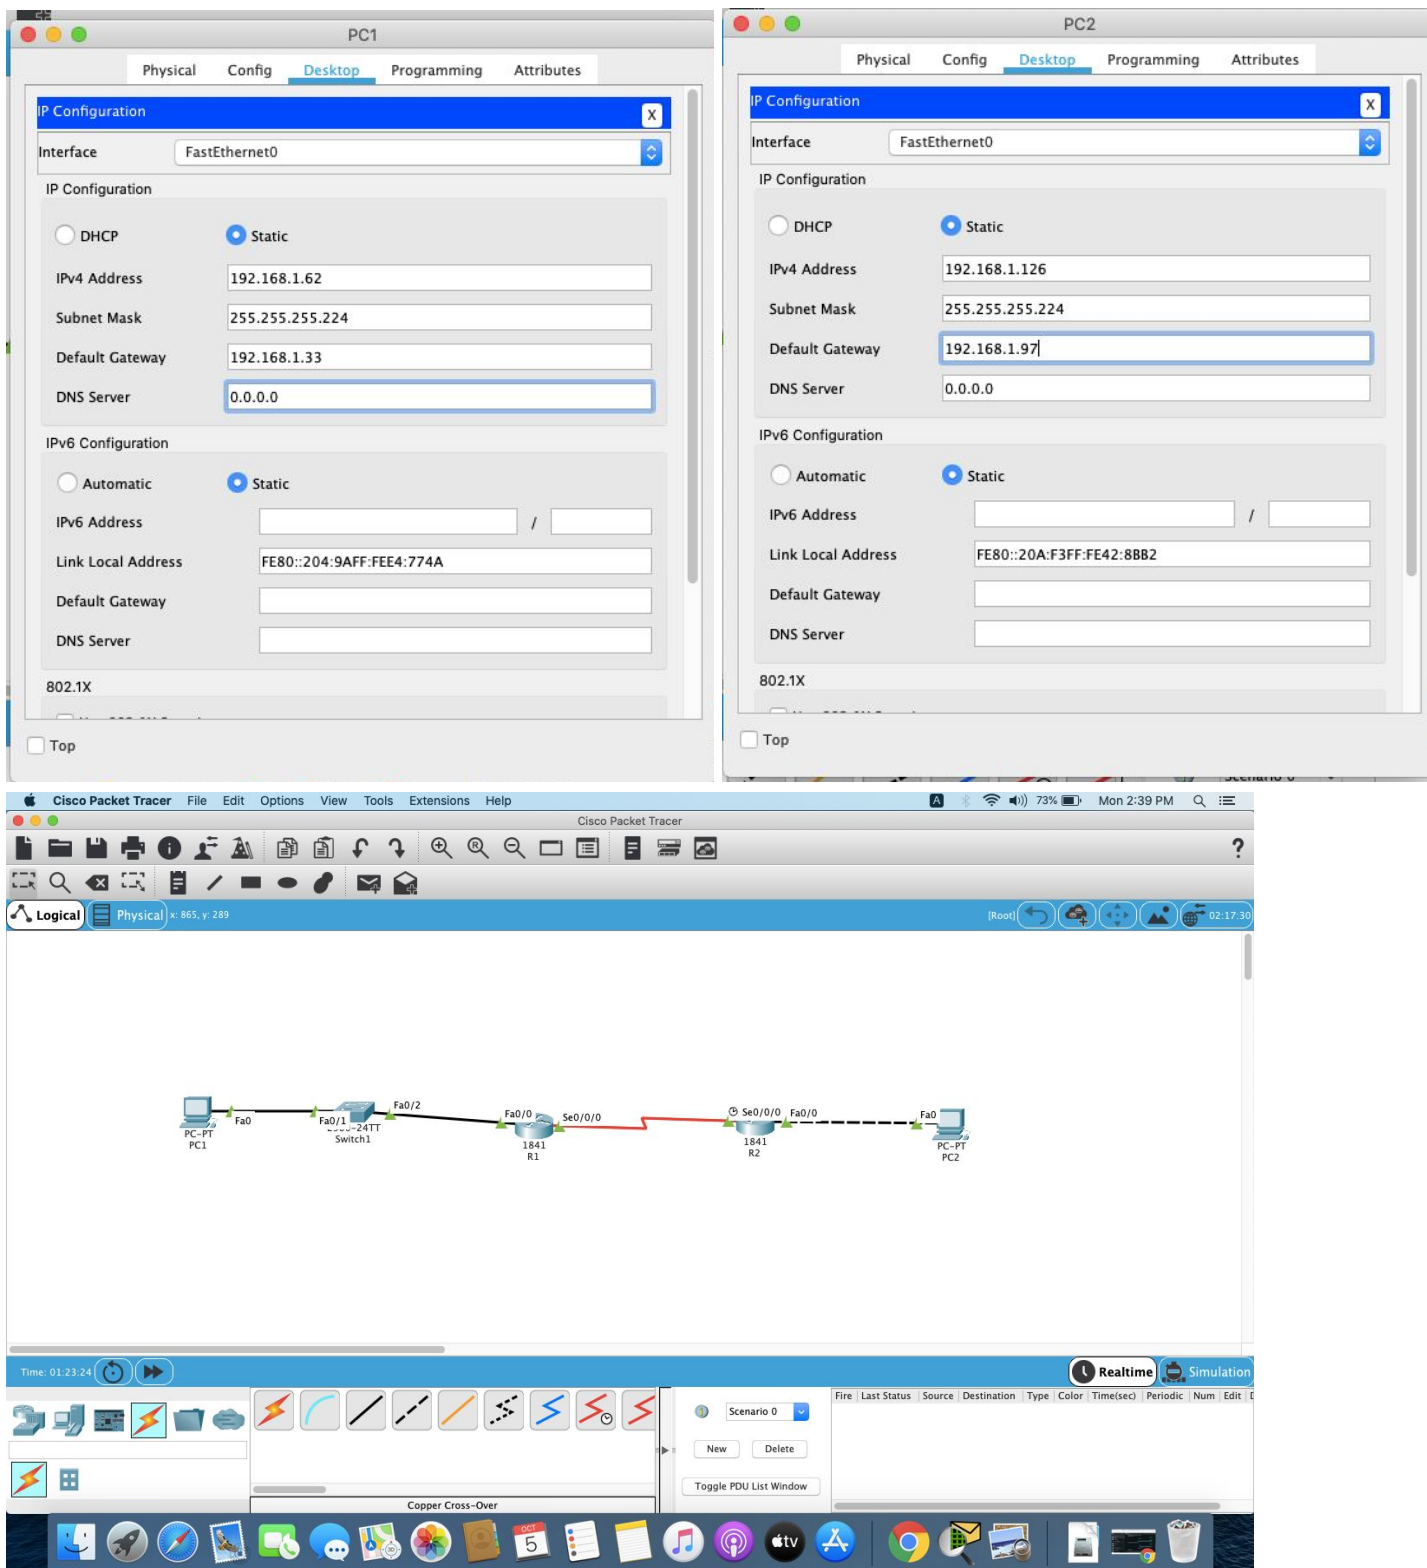 PC1
Physical Config Desktop Programming Attributes
IP Configuration
X
Interface FastEthernet0
IP Configuration
DHCP Static
IPv4 Address 192.168.1.62
Subnet Mask 255.255.255.224
Default Gateway 192.168.1.33
DNS Server 0.0.0.0
IPv6 Configuration
Automatic Static
IPv6 Address /
Link Local Address FE80::204:9AFF:FEE4:774A
Default Gateway
DNS Server
802.1X
Top
PC2
Physical Config Desktop Programming Attributes
IP Configuration
X
Interface FastEthernet0
IP Configuration
DHCP Static
IPv4 Address 192.168.1.126
Subnet Mask 255.255.255.224
Default Gateway 192.168.1.97
DNS Server 0.0.0.0
IPv6 Configuration
Automatic Static
IPv6 Address /
Link Local Address FE80::20A:F3FF:FE42:8BB2
Default Gateway
DNS Server
802.1X
Top
Scenario 0
Cisco Packet Tracer File Edit Options View Tools Extensions Help A 73% Mon 2:39 PM
Cisco Packet Tracer
?
Logical Physical x: 865, y: 289 [Root] 02:17:30
Fa0 Fa0/1 Fa0/2 Fa0/0 Se0/0/0 Se0/0/0 Fa0/0 Fa0
PC-PT
PC1
-24TT
Switch1
1841
R1
1841
R2
PC-PT
PC2
Time: 01:23:24 Realtime Simulation
Scenario 0
New Delete
Toggle PDU List Window
Fire Last Status Source Destination Type Color Time(sec) Periodic Num Edit
Copper Cross-Over
OCT
5
tv